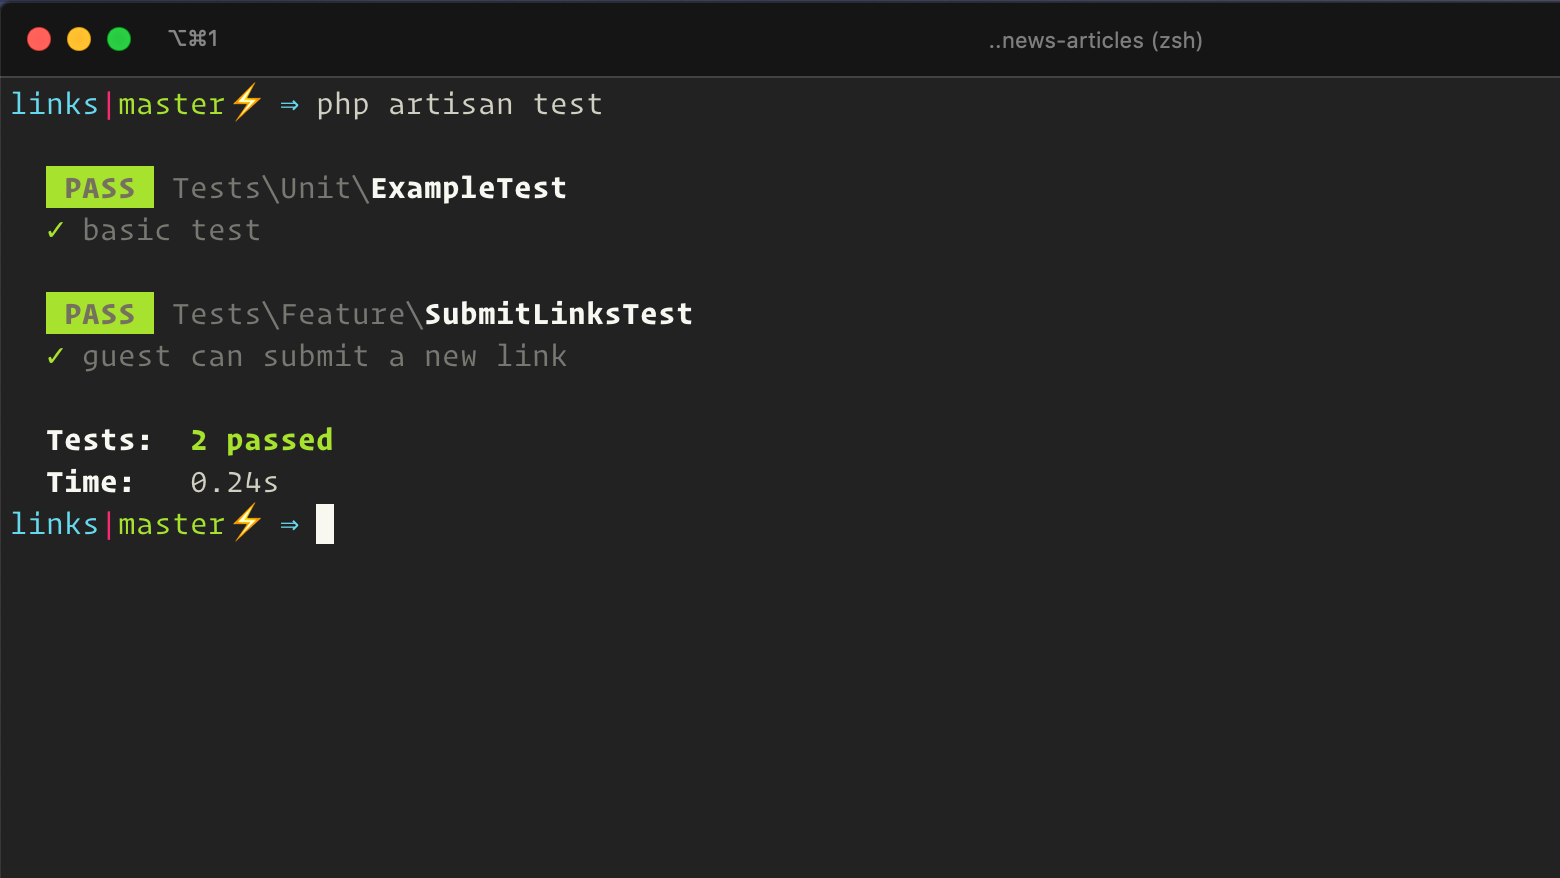 ⌥⌘1
..news-articles (zsh)
links|master⚡ ⇒ php artisan test
PASS Tests\Unit\ExampleTest
✓ basic test
PASS Tests\Feature\SubmitLinksTest
✓ guest can submit a new link
Tests: 2 passed
Time: 0.24s
links|master⚡ ⇒